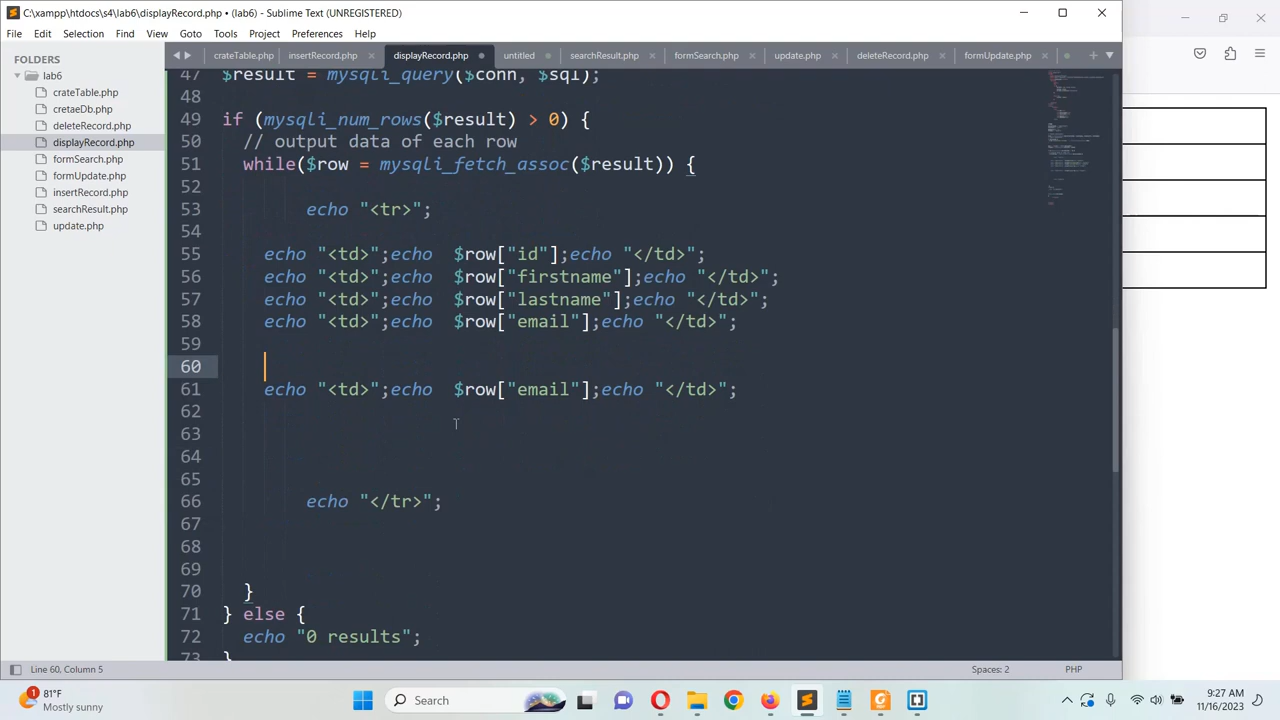 C:\xampp\htdocs\s4\lab6\displayRecord.php • (lab6) - Sublime Text (UNREGISTERED)
File Edit Selection Find View Goto Tools Project Preferences Help
FOLDERS
lab6
crateTable.php
cretaeDb.php
deleteRecord.php
displayRecord.php
formSearch.php
formUpdate.php
insertRecord.php
searchResult.php
update.php
crateTable.php insertRecord.php displayRecord.php untitled searchResult.php formSearch.php update.php deleteRecord.php formUpdate.php
47 $result = mysqli_query($conn, $sql);
48
49 if (mysqli_num_rows($result) > 0) {
50 // output data of each row
51 while($row = mysqli_fetch_assoc($result)) {
52
53 echo "<tr>";
54
55 echo "<td>";echo $row["id"];echo "</td>";
56 echo "<td>";echo $row["firstname"];echo "</td>";
57 echo "<td>";echo $row["lastname"];echo "</td>";
58 echo "<td>";echo $row["email"];echo "</td>";
59
60
61 echo "<td>";echo $row["email"];echo "</td>";
62
63
64
65
66 echo "</tr>";
67
68
69
70 }
71 } else {
72 echo "0 results";
73 }
Line 60, Column 5 Spaces: 2 PHP
1 81°F
Mostly sunny
Search
9:27 AM
11/16/2023